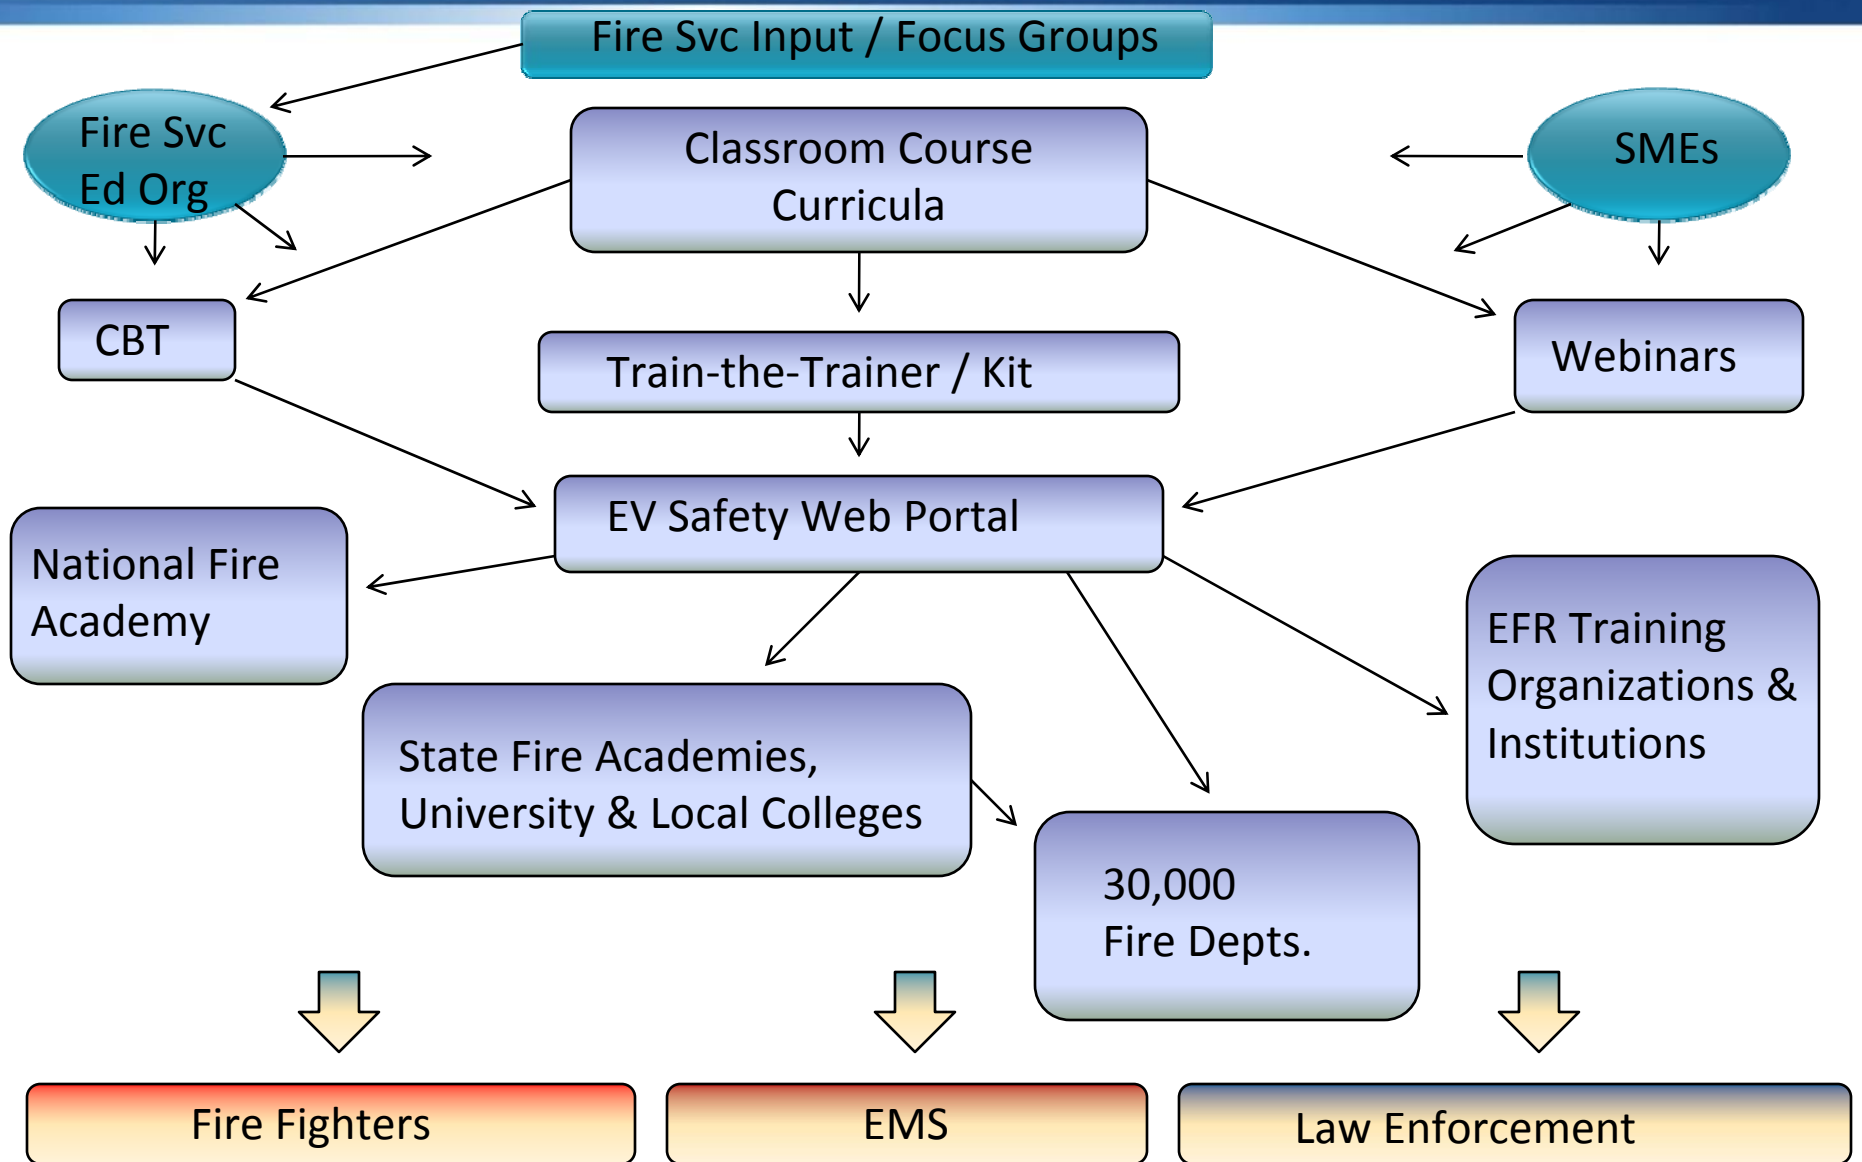 Fire Svc Input / Focus Groups
Fire Svc
Ed Org
Classroom Course
Curricula
SMEs
CBT
Train-the-Trainer / Kit
Webinars
EV Safety Web Portal
National Fire
Academy
EFR Training
Organizations &
Institutions
State Fire Academies,
University & Local Colleges
30,000
Fire Depts.
Fire Fighters
EMS
Law Enforcement